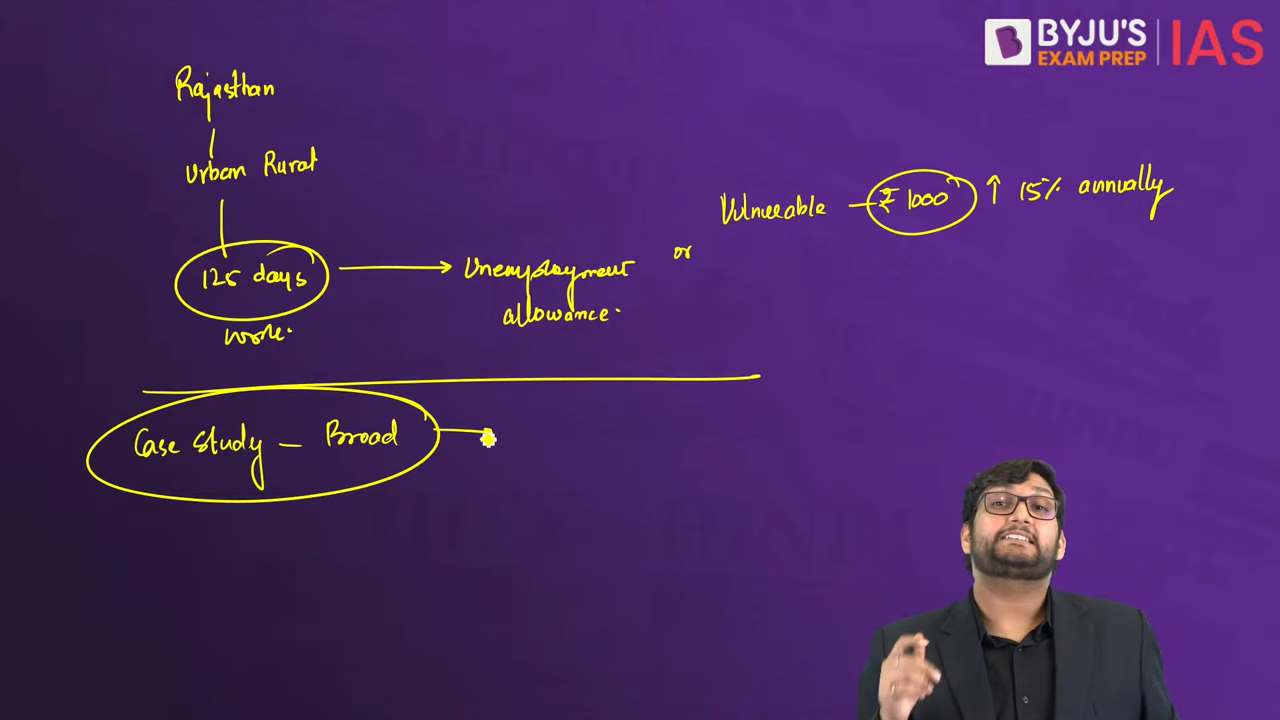 BYJU'S
EXAM PREP
IAS
Rajasthan
Urban Rural
125 days
work.
Unemployment
allowance.
or
Vulnerable – ₹ 1000 ↑ 15% annually
Case study – Broad